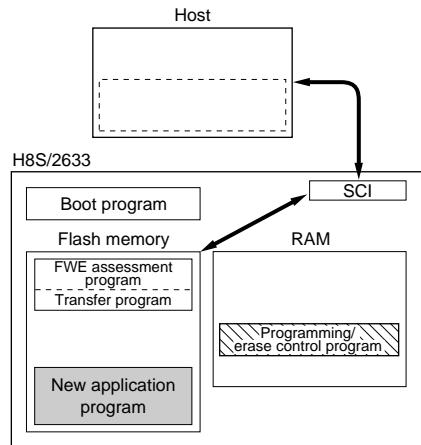 Host
H8S/2633
SCI
Boot program
Flash memory
RAM
FWE assessment
program
Transfer program
Programming/
erase control program
New application
program